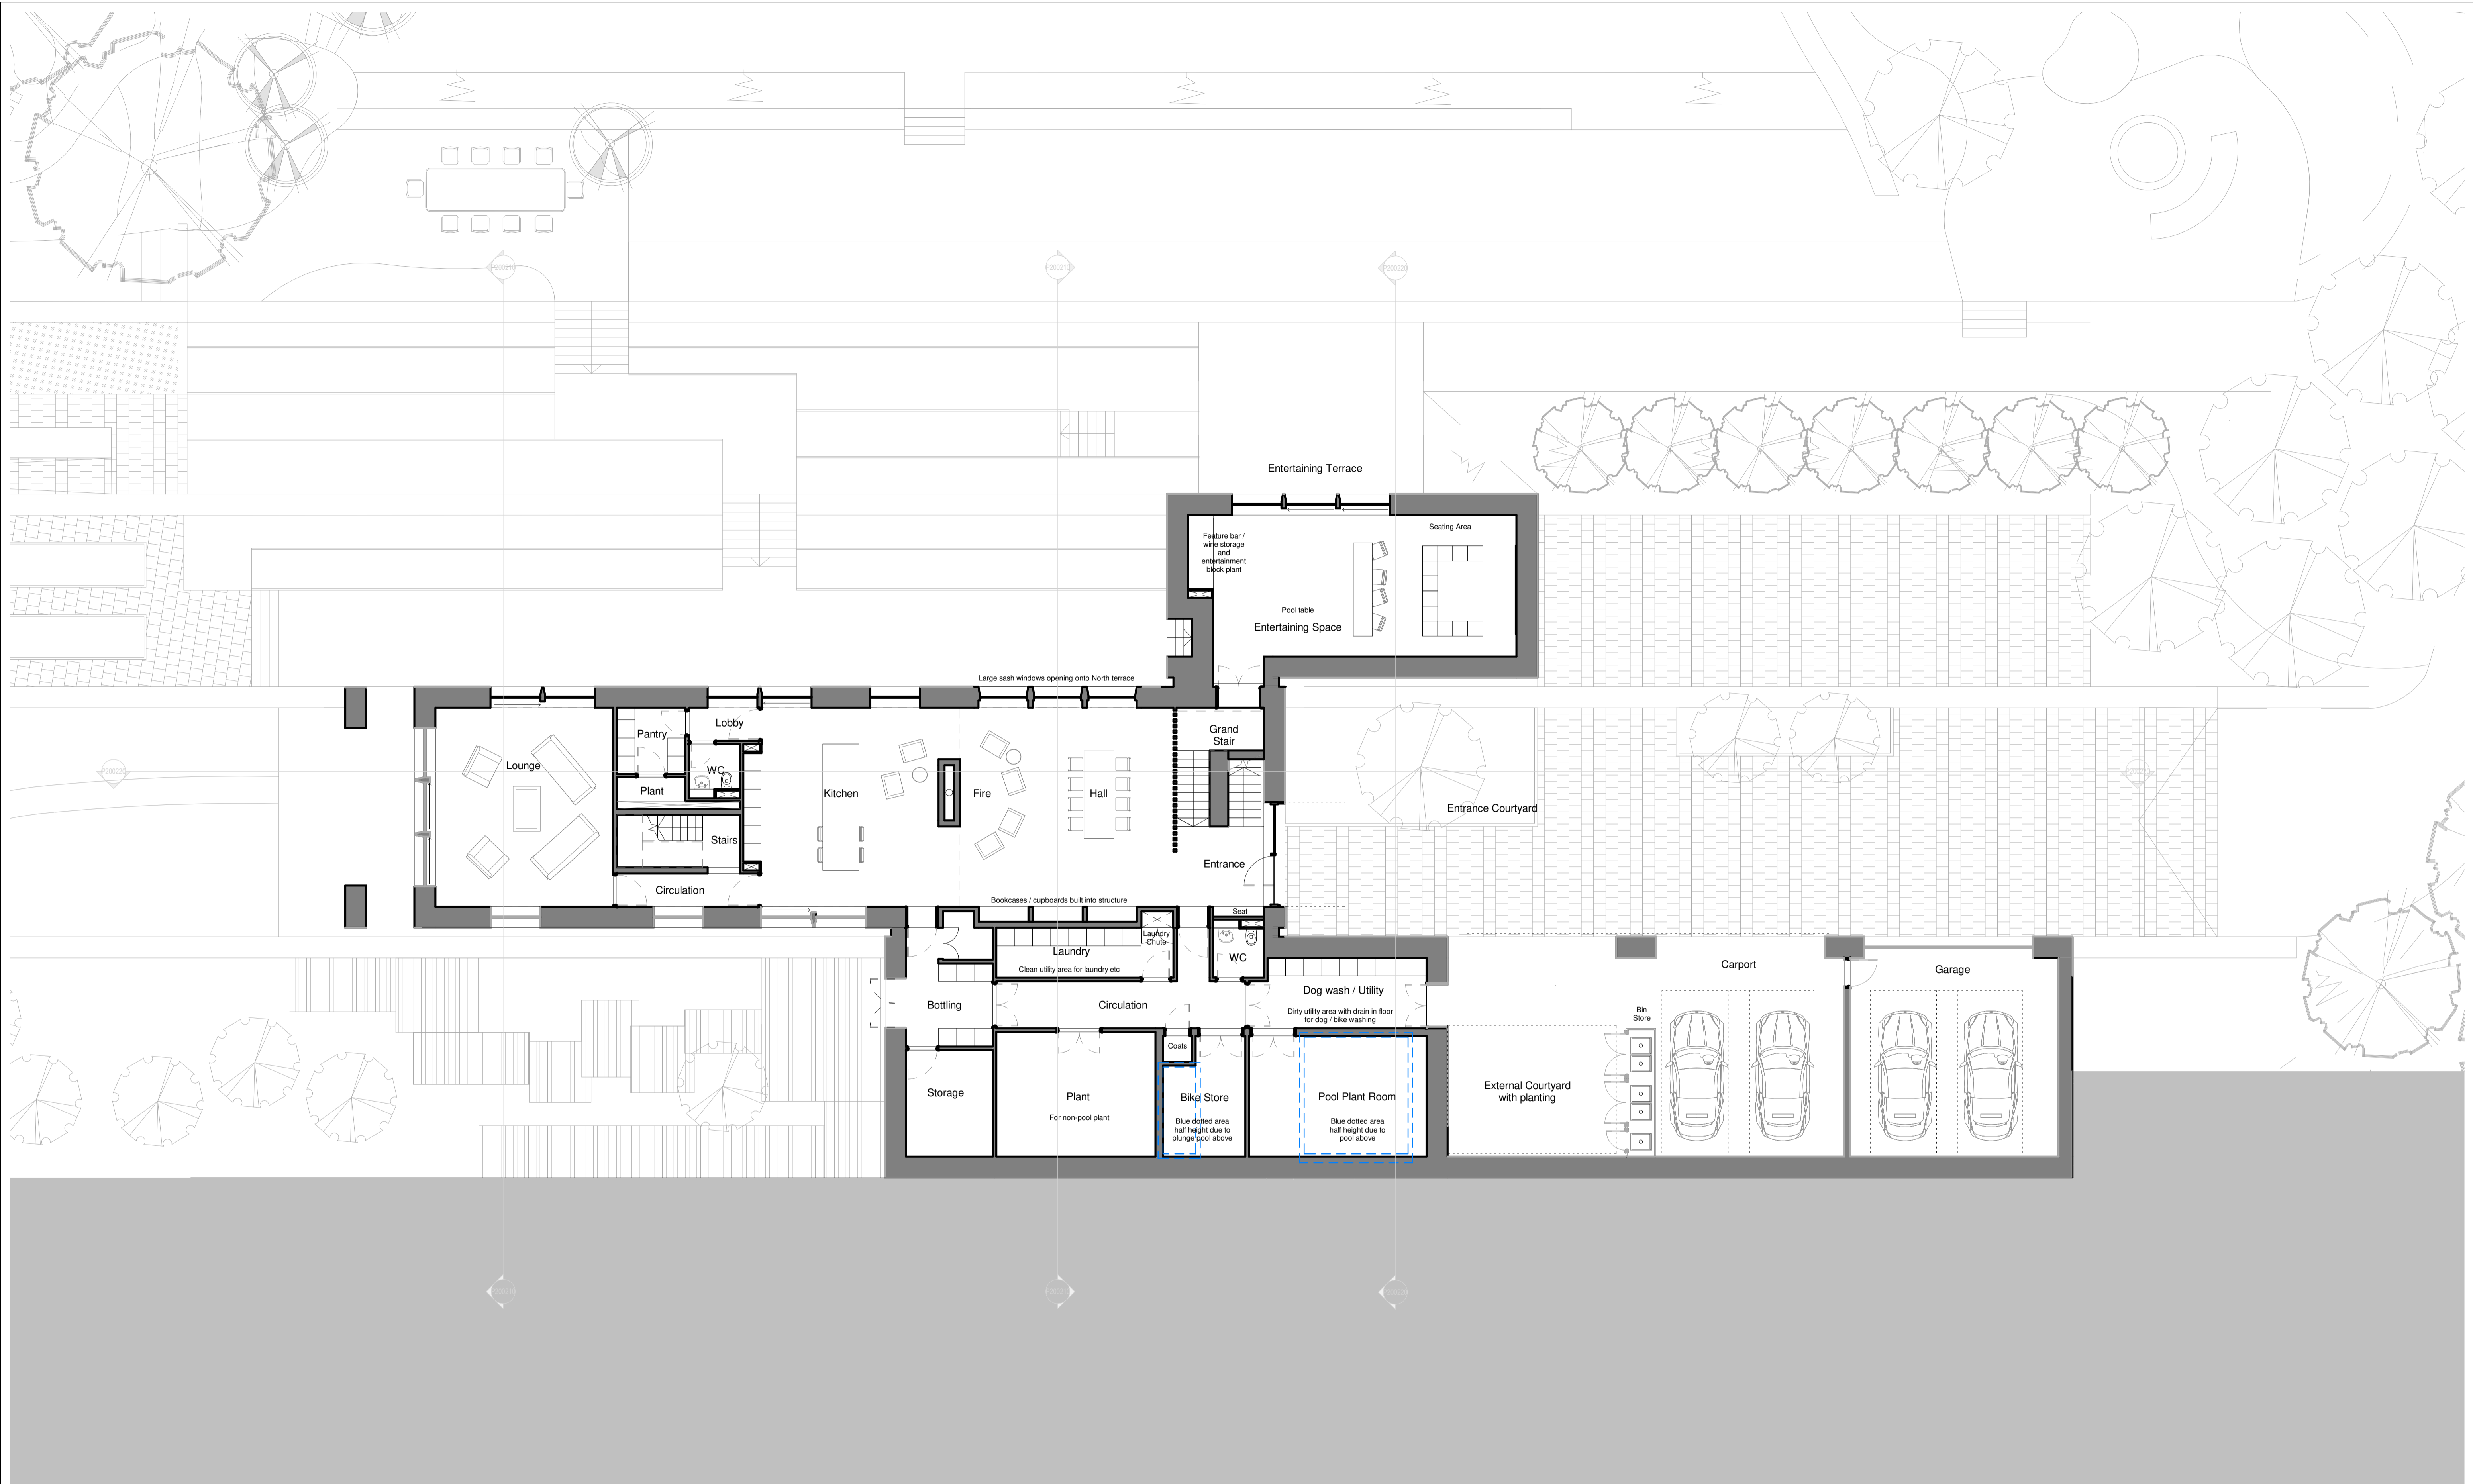 P200210
P200210
P200220
Entertaining Terrace
Seating Area
Feature bar /
wine storage
and
entertainment
block plant
Pool table
Entertaining Space
Large sash windows opening onto North terrace
Lobby
Pantry
Grand
Stair
Lounge
WC
P200220
Plant
Kitchen
Fire
Hall
Entrance Courtyard
Stairs
Entrance
Circulation
Bookcases / cupboards built into structure
Seat
Laundry
Chute
Laundry
WC
Clean utility area for laundry etc
Carport
Garage
Bottling
Circulation
Dog wash / Utility
Dirty utility area with drain in floor
for dog / bike washing
Bin
Store
Coats
Storage
Plant
For non-pool plant
Bike Store
Blue dotted area
half height due to
plunge pool above
Pool Plant Room
Blue dotted area
half height due to
pool above
External Courtyard
with planting